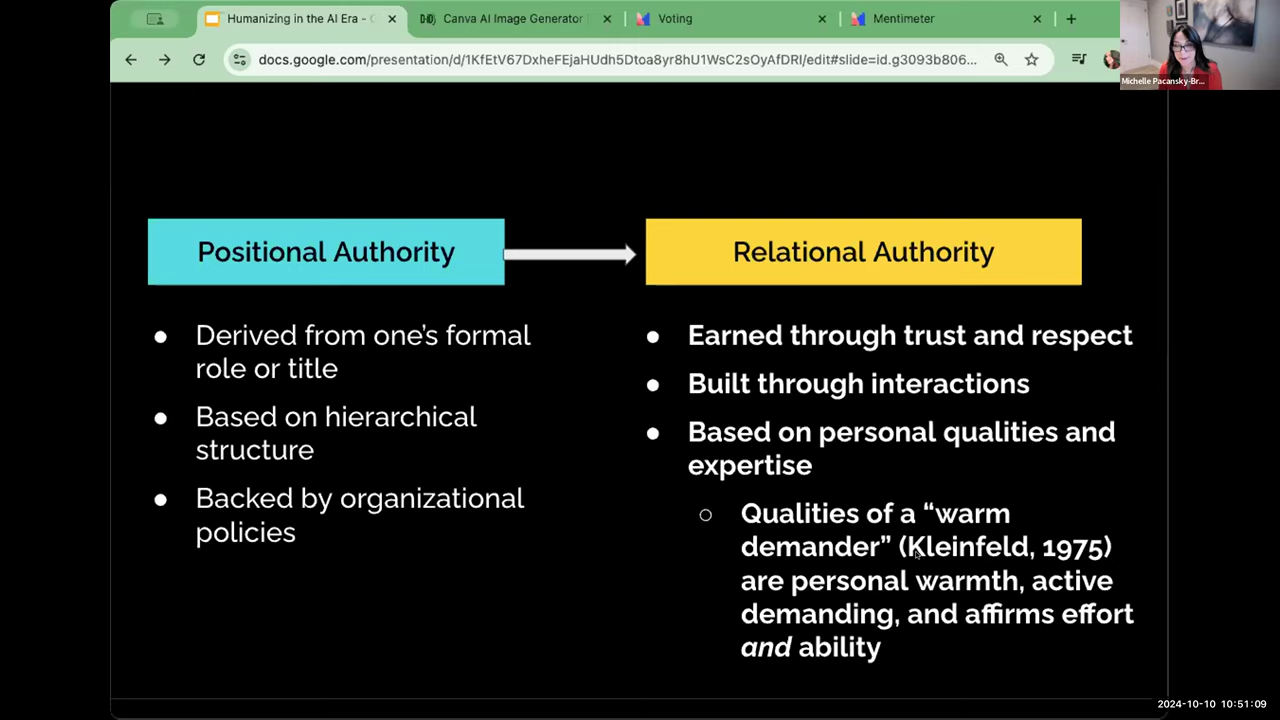 Humanizing in the AI Era - 
Canva AI Image Generator
Voting
Mentimeter
docs.google.com/presentation/d/1KfEtV67DxheFEjaHUdh5Dtoa8yr8hU1WsC2sOyAfDRI/edit#slide=id.g3093b806...
Michelle Pacansky-Br...
Positional Authority
Relational Authority
● Derived from one’s formal
role or title
● Based on hierarchical
structure
● Backed by organizational
policies
● Earned through trust and respect
● Built through interactions
● Based on personal qualities and
expertise
○ Qualities of a “warm
demander” (Kleinfeld, 1975)
are personal warmth, active
demanding, and affirms effort
and ability
2024-10-10 10:51:09